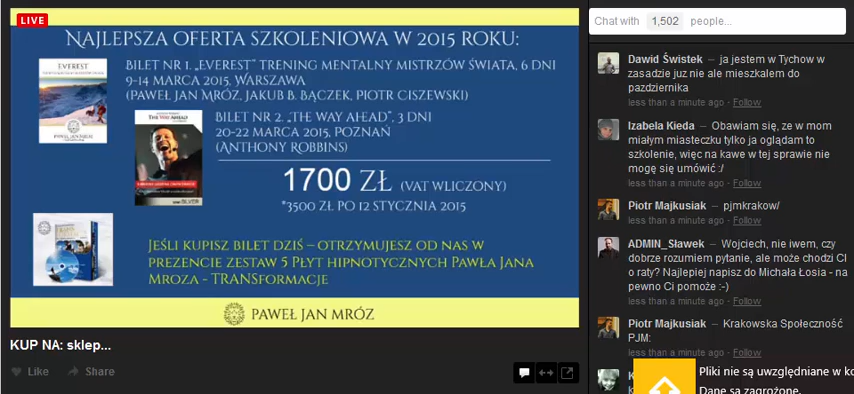 LIVE
Najlepsza oferta szkoleniowa w 2015 roku:
EVEREST
Bilet nr 1. „Everest” Trening Mentalny Mistrzów Świata, 6 dni
9-14 marca 2015, Warszawa
(Paweł Jan Mróz, Jakub B. Bączek, Piotr Ciszewski)
THE WAY AHEAD
Bilet nr 2. „The Way Ahead”, 3 dni
20-22 marca 2015, Poznań
(Anthony Robbins)
SILVER
1700 zł (VAT wliczony)
*3500 zł po 12 stycznia 2015
Jeśli kupisz bilet dziś – otrzymujesz od nas w
prezencie zestaw 5 Płyt hipnotycznych Pawła Jana
Mroza - TRANSformacje
PAWEŁ JAN MRÓZ
KUP NA: sklep...
Like
Share
Chat with 1,502 people...
Dawid Świstek – ja jestem w Tychow w
zasadzie juz nie ale mieszkalem do
pazdziernika
less than a minute ago · Follow
Izabela Kieda – Obawiam się, ze w mom
miałym miasteczku tylko ja oglądam to
szkolenie, więc na kawe w tej sprawie nie
mogę się umówić :/
less than a minute ago · Follow
Piotr Majkusiak – pjmkrakow/
less than a minute ago · Follow
ADMIN_Sławek – Wojciech, nie iwem, czy
dobrze rozumiem pytanie, ale może chodzi CI
o raty? Najlepiej napisz do Michała Łosia - na
pewno Ci pomoże :-)
less than a minute ago · Follow
Piotr Majkusiak – Krakowska Społeczność
PJM:
less than a minute ago · Follow
Pliki nie są uwzględniane w ko
Dane są zagrożone.